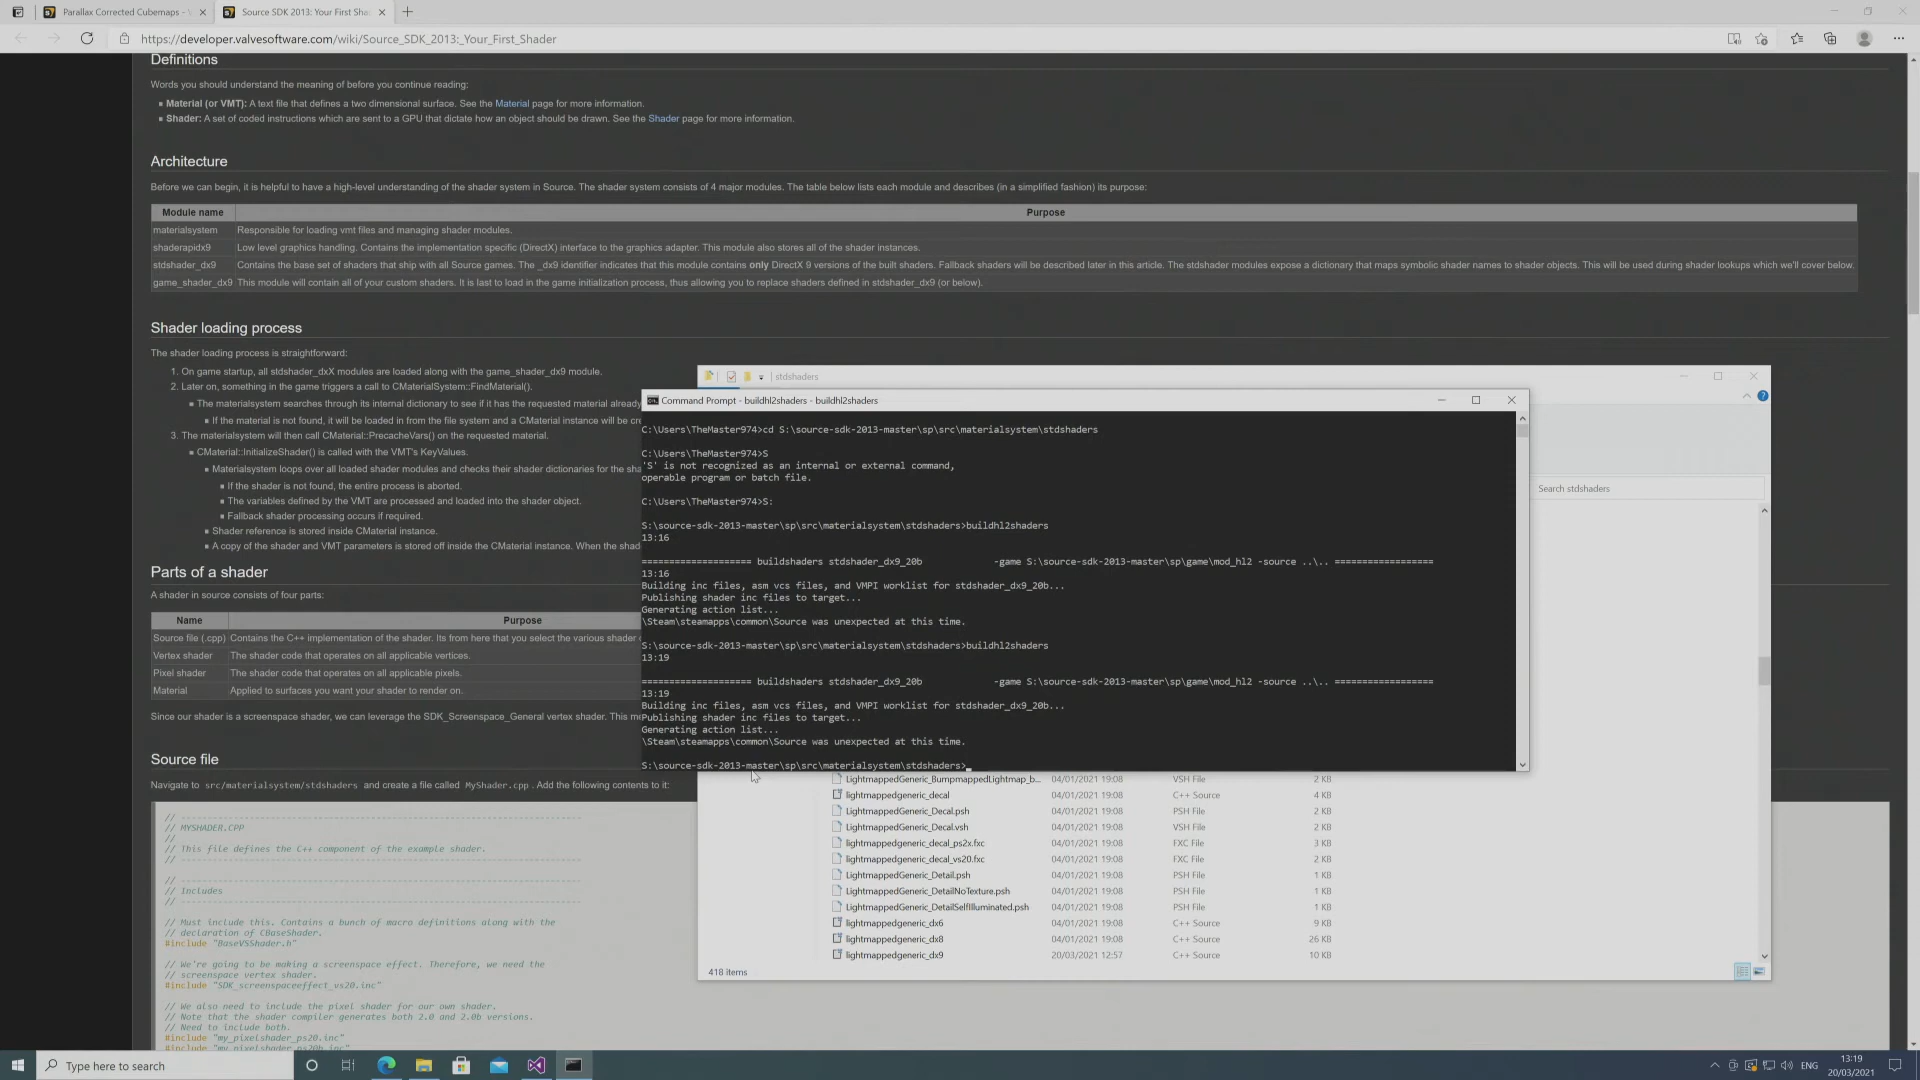 Parallax Corrected Cubemaps -
Source SDK 2013: Your First Sha
https://developer.valvesoftware.com/wiki/Source_SDK_2013:_Your_First_Shader
Definitions
Words you should understand the meaning of before you continue reading:
Material (or VMT): A text file that defines a two dimensional surface. See the Material page for more information.
Shader: A set of coded instructions which are sent to a GPU that dictate how an object should be drawn. See the Shader page for more information.
Architecture
Before we can begin, it is helpful to have a high-level understanding of the shader system in Source. The shader system consists of 4 major modules. The table below lists each module and describes (in a simplified fashion) its purpose:
Module name Purpose
materialsystem Responsible for loading vmt files and managing shader modules.
shaderapidx9 Low level graphics handling. Contains the implementation specific (DirectX) interface to the graphics adapter. This module also stores all of the shader instances.
stdshader_dx9 Contains the base set of shaders that ship with all Source games. The _dx9 identifier indicates that this module contains only DirectX 9 versions of the built shaders. Fallback shaders will be described later in this article. The stdshader modules expose a dictionary that maps symbolic shader names to shader objects. This will be used during shader lookups which we'll cover below.
game_shader_dx9 This module will contain all of your custom shaders. It is last to load in the game initialization process, thus allowing you to replace shaders defined in stdshader_dx9 (or below).
Shader loading process
The shader loading process is straightforward:
1. On game startup, all stdshader_dxX modules are loaded along with the game_shader_dx9 module.
2. Later on, something in the game triggers a call to CMaterialSystem::FindMaterial().
The materialsystem searches through its internal dictionary to see if it has the requested material already
If the material is not found, it will be loaded in from the file system and a CMaterial instance will be cre
3. The materialsystem will then call CMaterial::PrecacheVars() on the requested material.
CMaterial::InitializeShader() is called with the VMT's KeyValues.
Materialsystem loops over all loaded shader modules and checks their shader dictionaries for the sha
If the shader is not found, the entire process is aborted.
The variables defined by the VMT are processed and loaded into the shader object.
Fallback shader processing occurs if required.
Shader reference is stored inside CMaterial instance.
A copy of the shader and VMT parameters is stored off inside the CMaterial instance. When the shad
Parts of a shader
A shader in source consists of four parts:
Name Purpose
Source file (.cpp) Contains the C++ implementation of the shader. Its from here that you select the various shader
Vertex shader The shader code that operates on all applicable vertices.
Pixel shader The shader code that operates on all applicable pixels.
Material Applied to surfaces you want your shader to render on.
Since our shader is a screenspace shader, we can leverage the SDK_Screenspace_General vertex shader. This me
Source file
Navigate to src/materialsystem/stdshaders and create a file called MyShader.cpp . Add the following contents to it:
// ----------------------------------------------------------------------------
// MYSHADER.CPP
//
// This file defines the C++ component of the example shader.
// ----------------------------------------------------------------------------
// ----------------------------------------------------------------------------
// Includes
// ----------------------------------------------------------------------------
// Must include this. Contains a bunch of macro definitions along with the
// declaration of CBaseShader.
#include "BaseVSShader.h"
// We're going to be making a screenspace effect. Therefore, we need the
// screenspace vertex shader.
#include "SDK_screenspaceeffect_vs20.inc"
// We also need to include the pixel shader for our own shader.
// Note that the shader compiler generates both 2.0 and 2.0b versions.
// Need to include both.
#include "my_pixelshader_ps20.inc"
#include "my_pixelshader_ps20b.inc"
stdshaders
Command Prompt - buildhl2shaders - buildhl2shaders
C:\Users\TheMaster974>cd S:\source-sdk-2013-master\sp\src\materialsystem\stdshaders
C:\Users\TheMaster974>S
'S' is not recognized as an internal or external command,
operable program or batch file.
C:\Users\TheMaster974>S:
S:\source-sdk-2013-master\sp\src\materialsystem\stdshaders>buildhl2shaders
13:16
==================== buildshaders stdshader_dx9_20b -game S:\source-sdk-2013-master\sp\game\mod_hl2 -source ..\.. ==================
13:16
Building inc files, asm vcs files, and VMPI worklist for stdshader_dx9_20b...
Publishing shader inc files to target...
Generating action list...
\Steam\steamapps\common\Source was unexpected at this time.
S:\source-sdk-2013-master\sp\src\materialsystem\stdshaders>buildhl2shaders
13:19
==================== buildshaders stdshader_dx9_20b -game S:\source-sdk-2013-master\sp\game\mod_hl2 -source ..\.. ==================
13:19
Building inc files, asm vcs files, and VMPI worklist for stdshader_dx9_20b...
Publishing shader inc files to target...
Generating action list...
\Steam\steamapps\common\Source was unexpected at this time.
S:\source-sdk-2013-master\sp\src\materialsystem\stdshaders>_
Search stdshaders
LightmappedGeneric_BumpmappedLightmap_b... 04/01/2021 19:08 VSH File 2 KB
lightmappedgeneric_decal 04/01/2021 19:08 C++ Source 4 KB
LightmappedGeneric_Decal.psh 04/01/2021 19:08 PSH File 2 KB
LightmappedGeneric_Decal.vsh 04/01/2021 19:08 VSH File 2 KB
lightmappedgeneric_decal_ps2x.fxc 04/01/2021 19:08 FXC File 3 KB
lightmappedgeneric_decal_vs20.fxc 04/01/2021 19:08 FXC File 2 KB
LightmappedGeneric_Detail.psh 04/01/2021 19:08 PSH File 1 KB
LightmappedGeneric_DetailNoTexture.psh 04/01/2021 19:08 PSH File 1 KB
LightmappedGeneric_DetailSelfIlluminated.psh 04/01/2021 19:08 PSH File 1 KB
lightmappedgeneric_dx6 04/01/2021 19:08 C++ Source 9 KB
lightmappedgeneric_dx8 04/01/2021 19:08 C++ Source 26 KB
lightmappedgeneric_dx9 20/03/2021 12:57 C++ Source 10 KB
418 items
Type here to search
ENG
13:19
20/03/2021